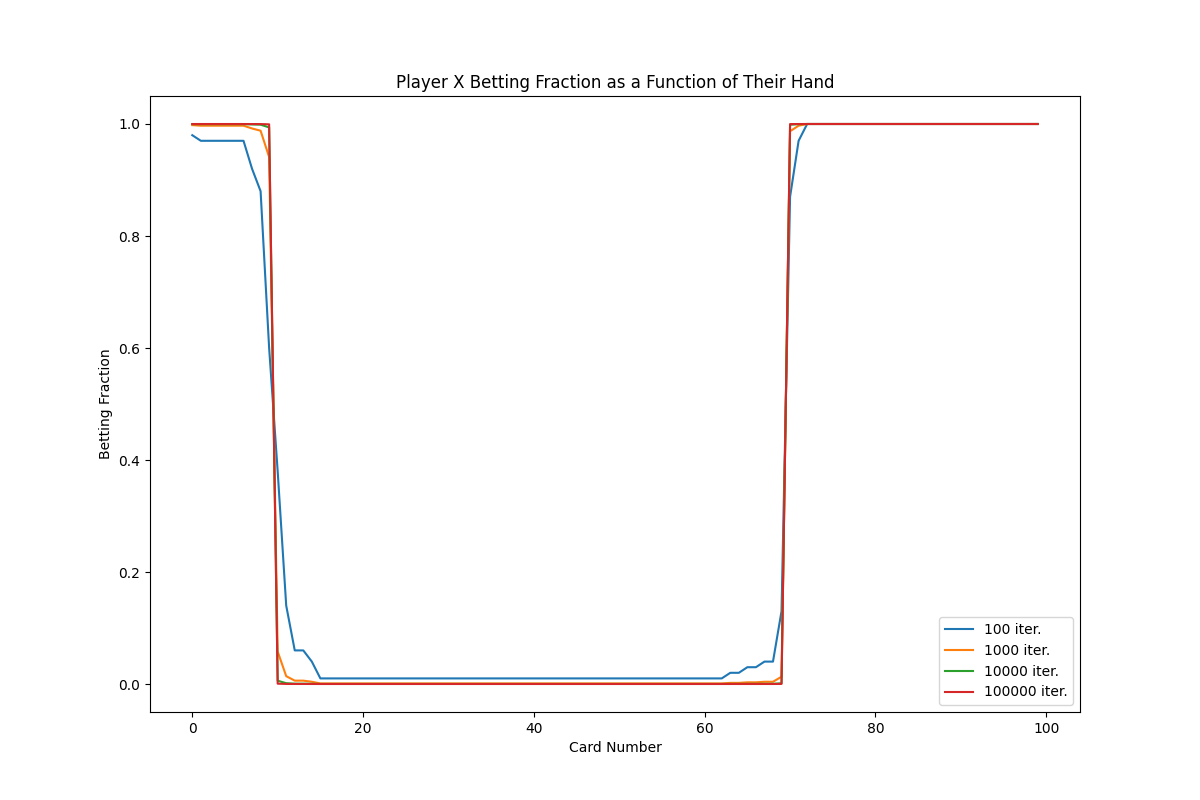 Player X Betting Fraction as a Function of Their Hand
1.0
0.8
0.6
0.4
0.2
0.0
Betting Fraction
0 20 40 60 80 100
Card Number
100 iter.
1000 iter.
10000 iter.
100000 iter.